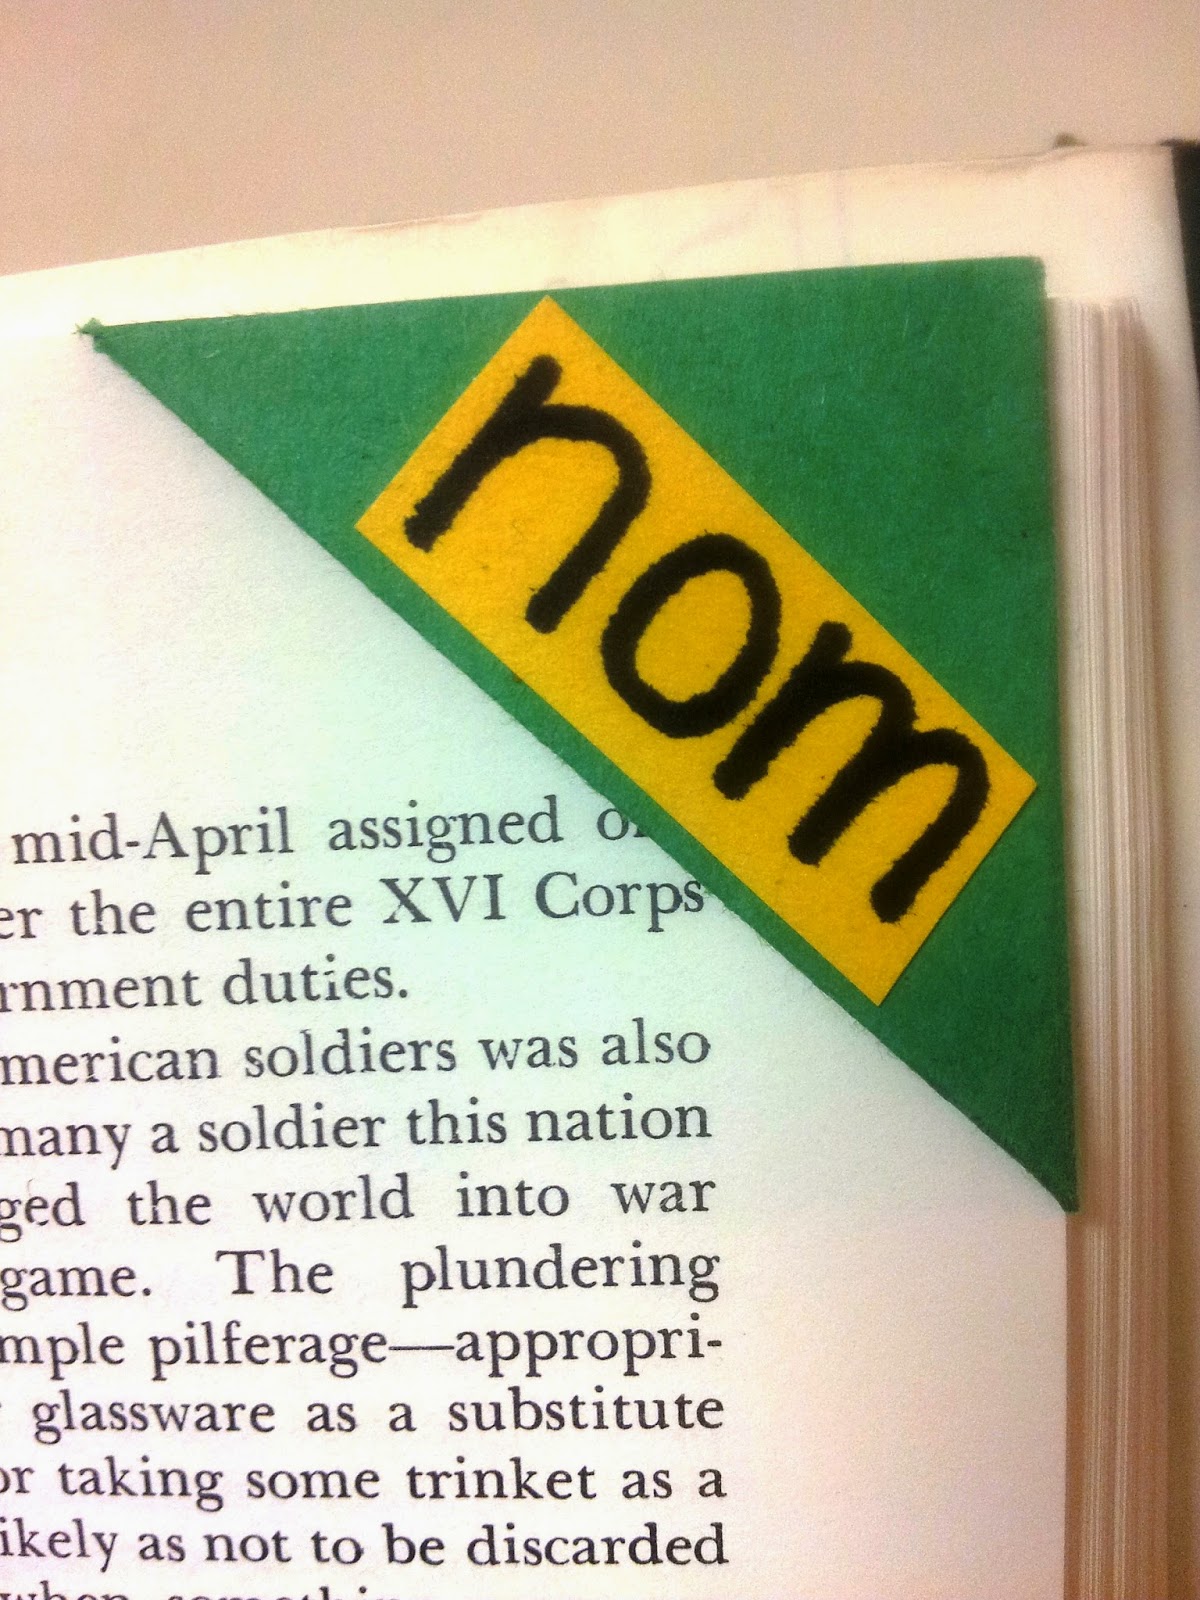 nom
mid-April assigned
er the entire XVI Corps
rnment duties.
merican soldiers was also
many a soldier this nation
ged the world into war
game. The plundering
mple pilferage—appropri-
glassware as a substitute
or taking some trinket as a
ikely as not to be discarded